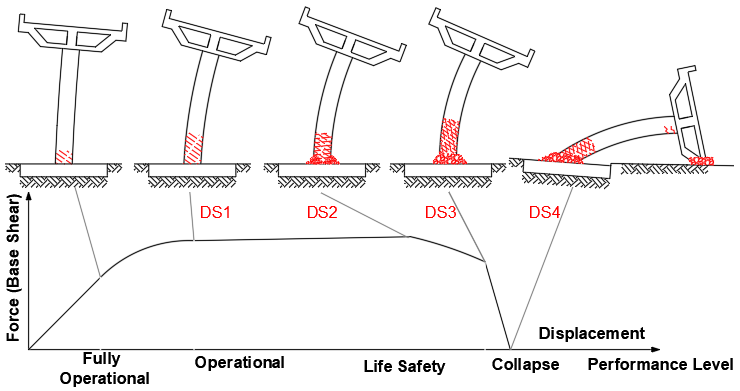 DS1
DS2
DS3
DS4
Force (Base Shear)
Displacement
Fully
Operational
Operational
Life Safety
Collapse
Performance Level